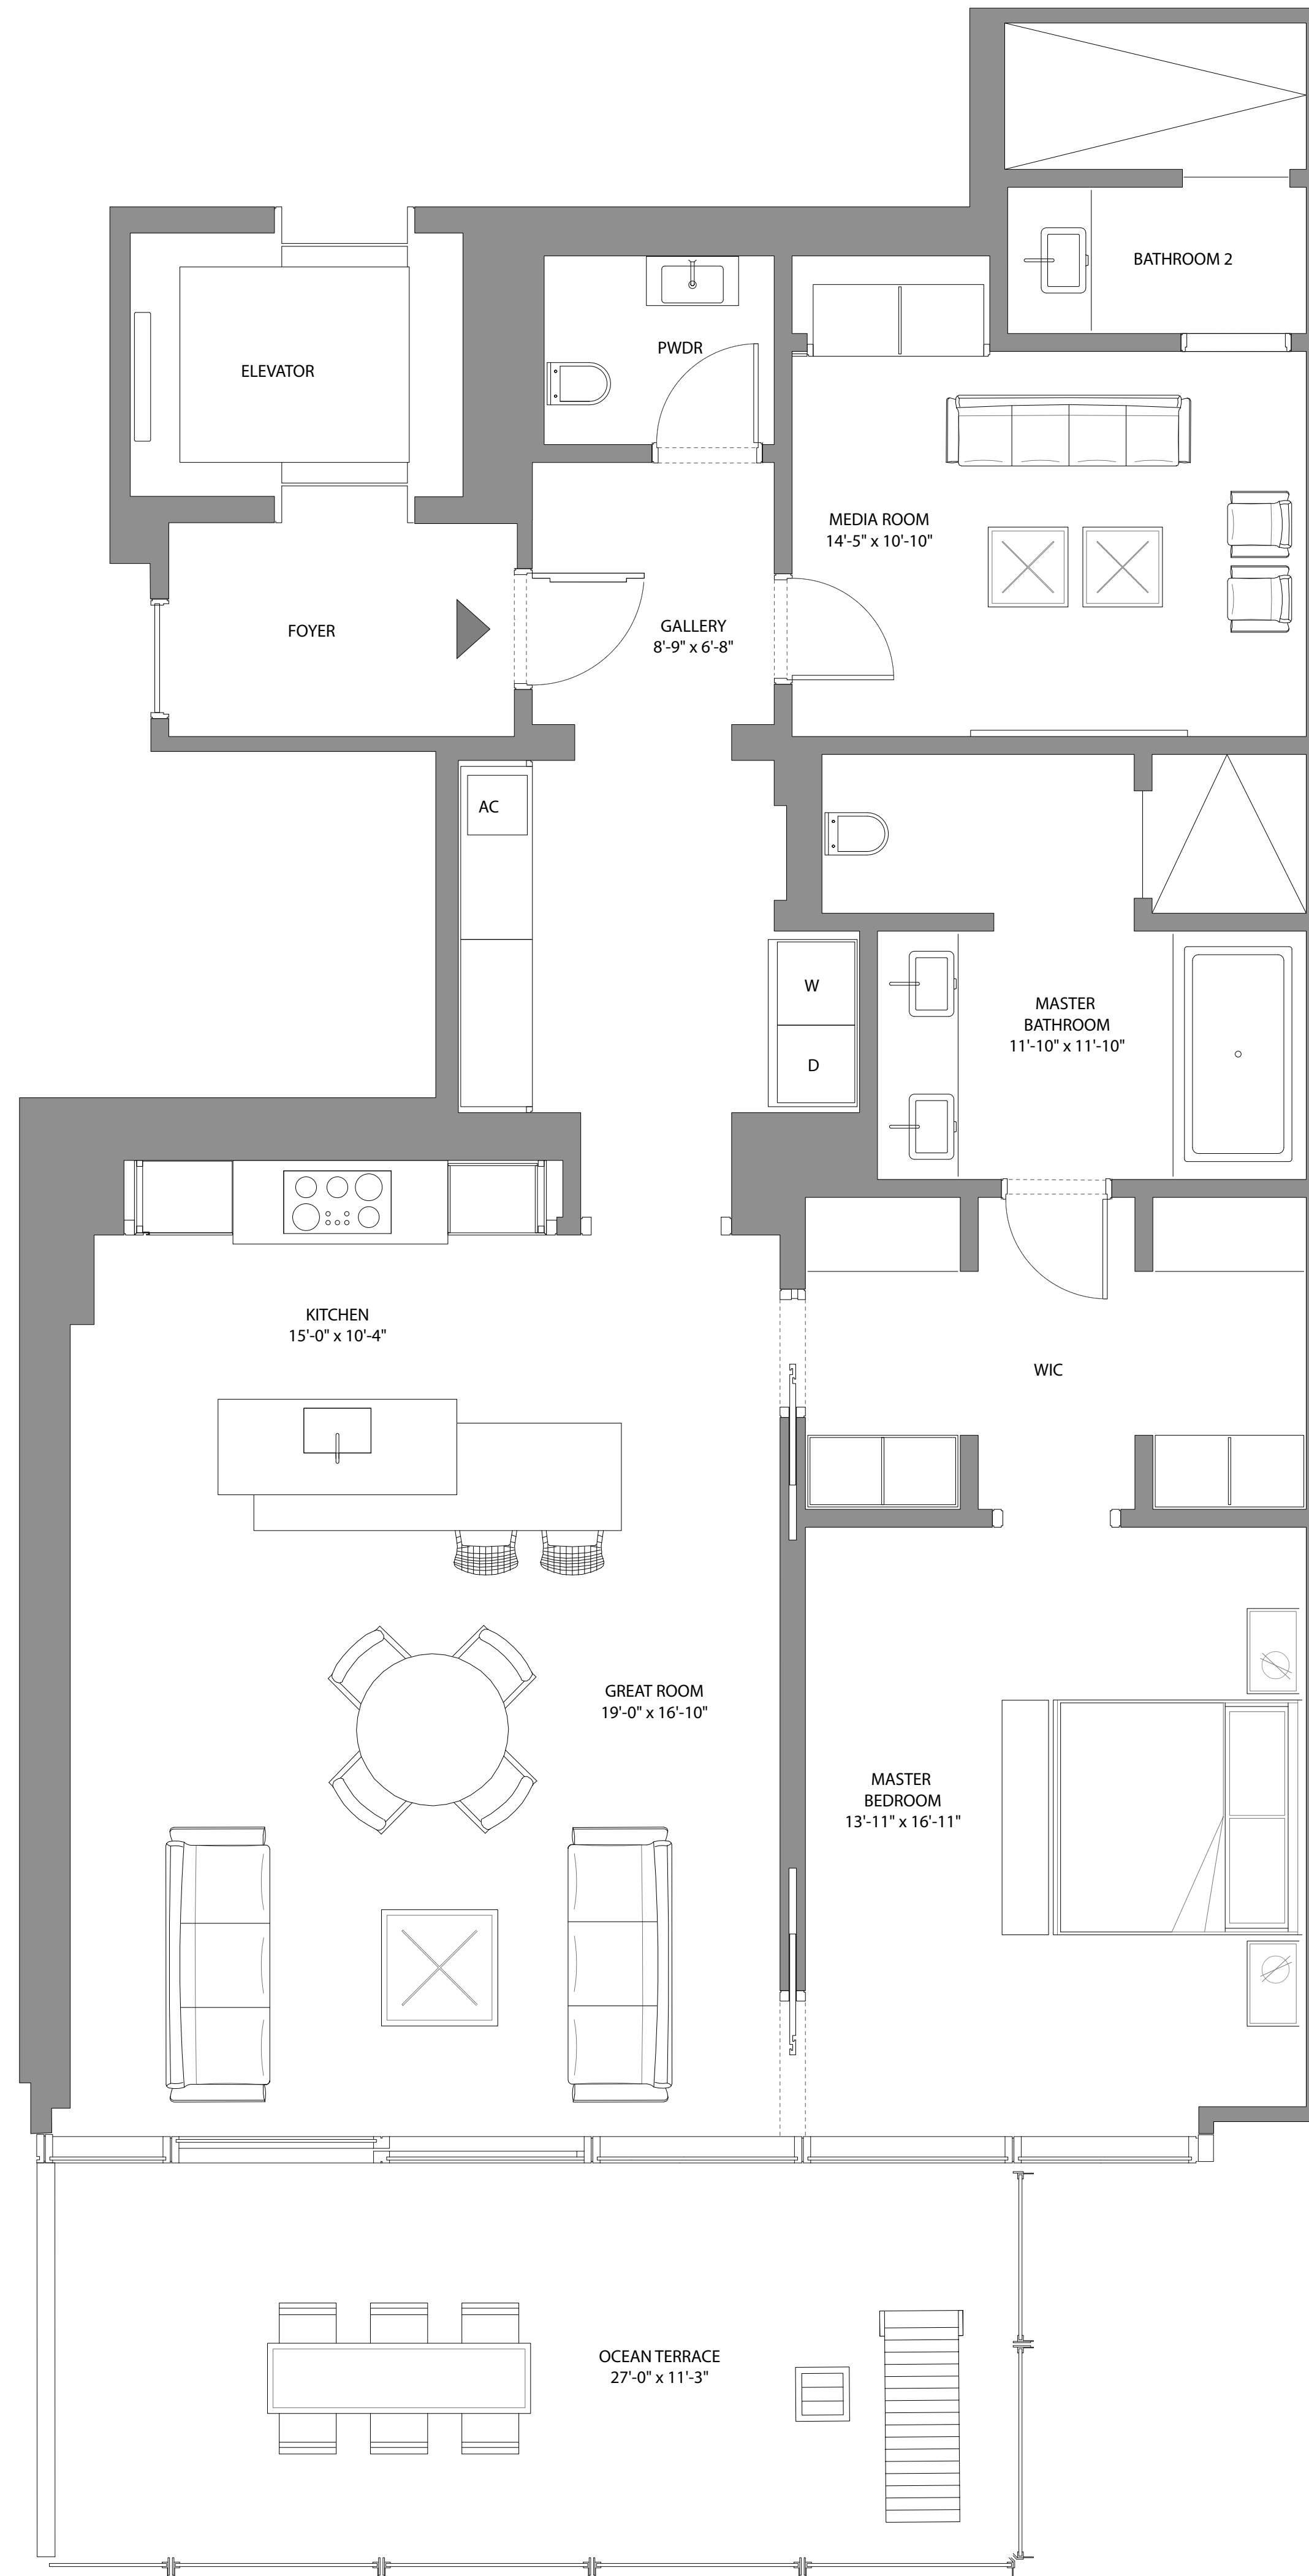 BATHROOM 2
PWDR
ELEVATOR
MEDIA ROOM
14'-5" x 10'-10"
FOYER
GALLERY
8'-9" x 6'-8"
AC
W
D
MASTER
BATHROOM
11'-10" x 11'-10"
KITCHEN
15'-0" x 10'-4"
WIC
GREAT ROOM
19'-0" x 16'-10"
MASTER
BEDROOM
13'-11" x 16'-11"
OCEAN TERRACE
27'-0" x 11'-3"